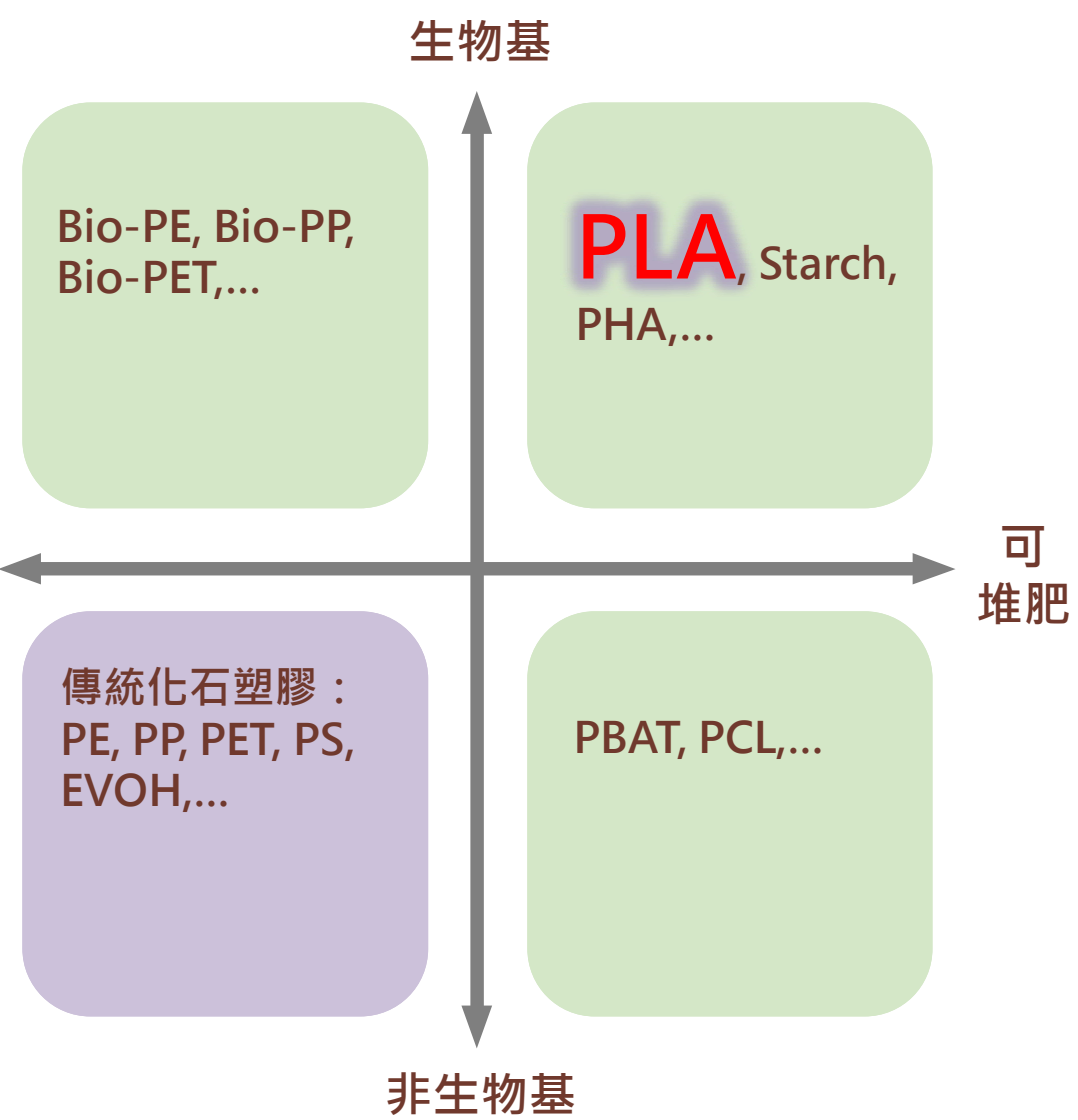 生物基
Bio-PE, Bio-PP,
Bio-PET,...
PLA, Starch,
PHA,...
可
堆肥
傳統化石塑膠：
PE, PP, PET, PS,
EVOH,...
PBAT, PCL,...
非生物基